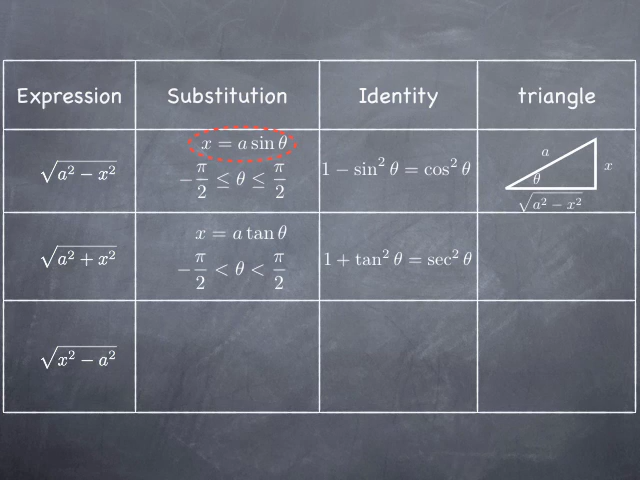 Expression Substitution Identity triangle
√(a² − x²)
x = a sin θ
−π/2 ≤ θ ≤ π/2
1 − sin² θ = cos² θ
a
θ
x
√(a² − x²)
√(a² + x²)
x = a tan θ
−π/2 < θ < π/2
1 + tan² θ = sec² θ
√(x² − a²)